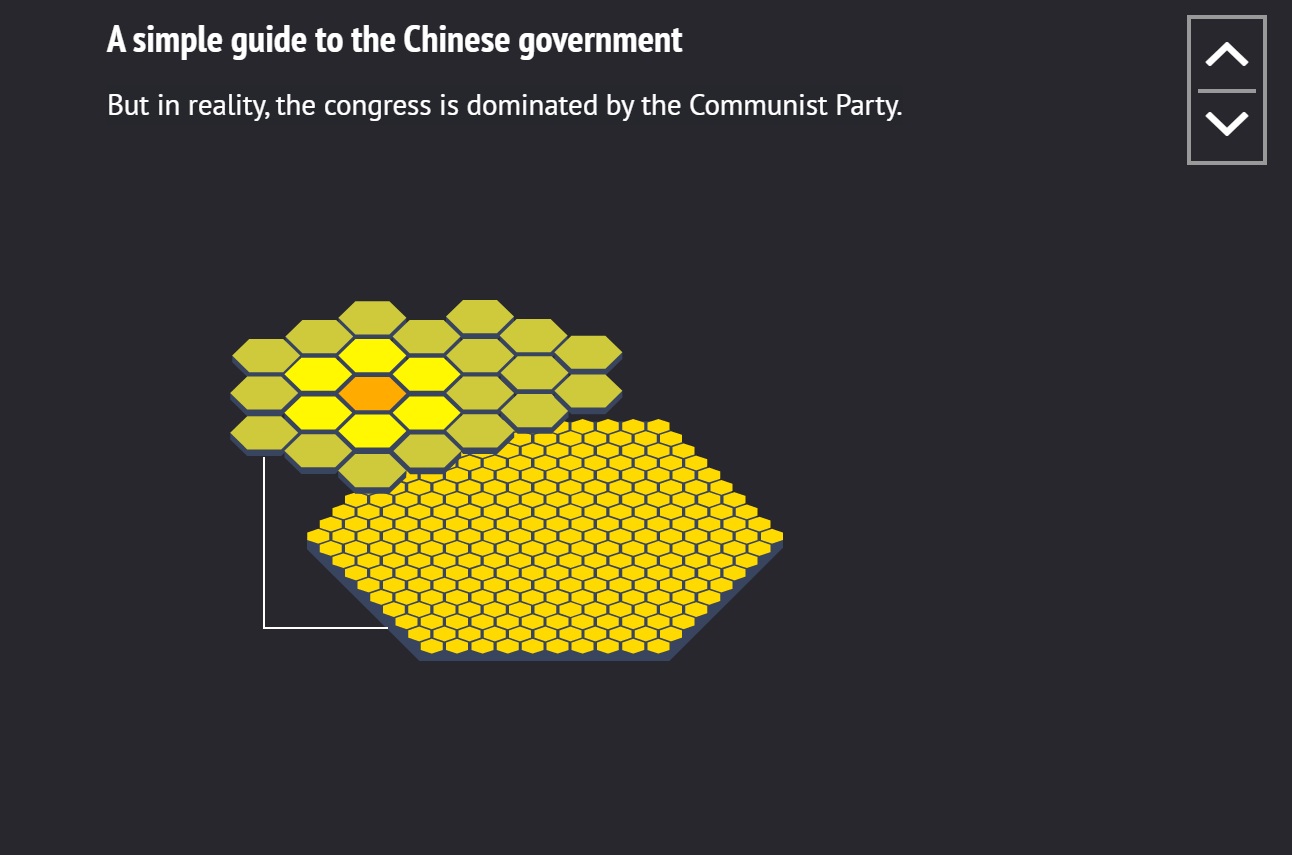 A simple guide to the Chinese government
But in reality, the congress is dominated by the Communist Party.